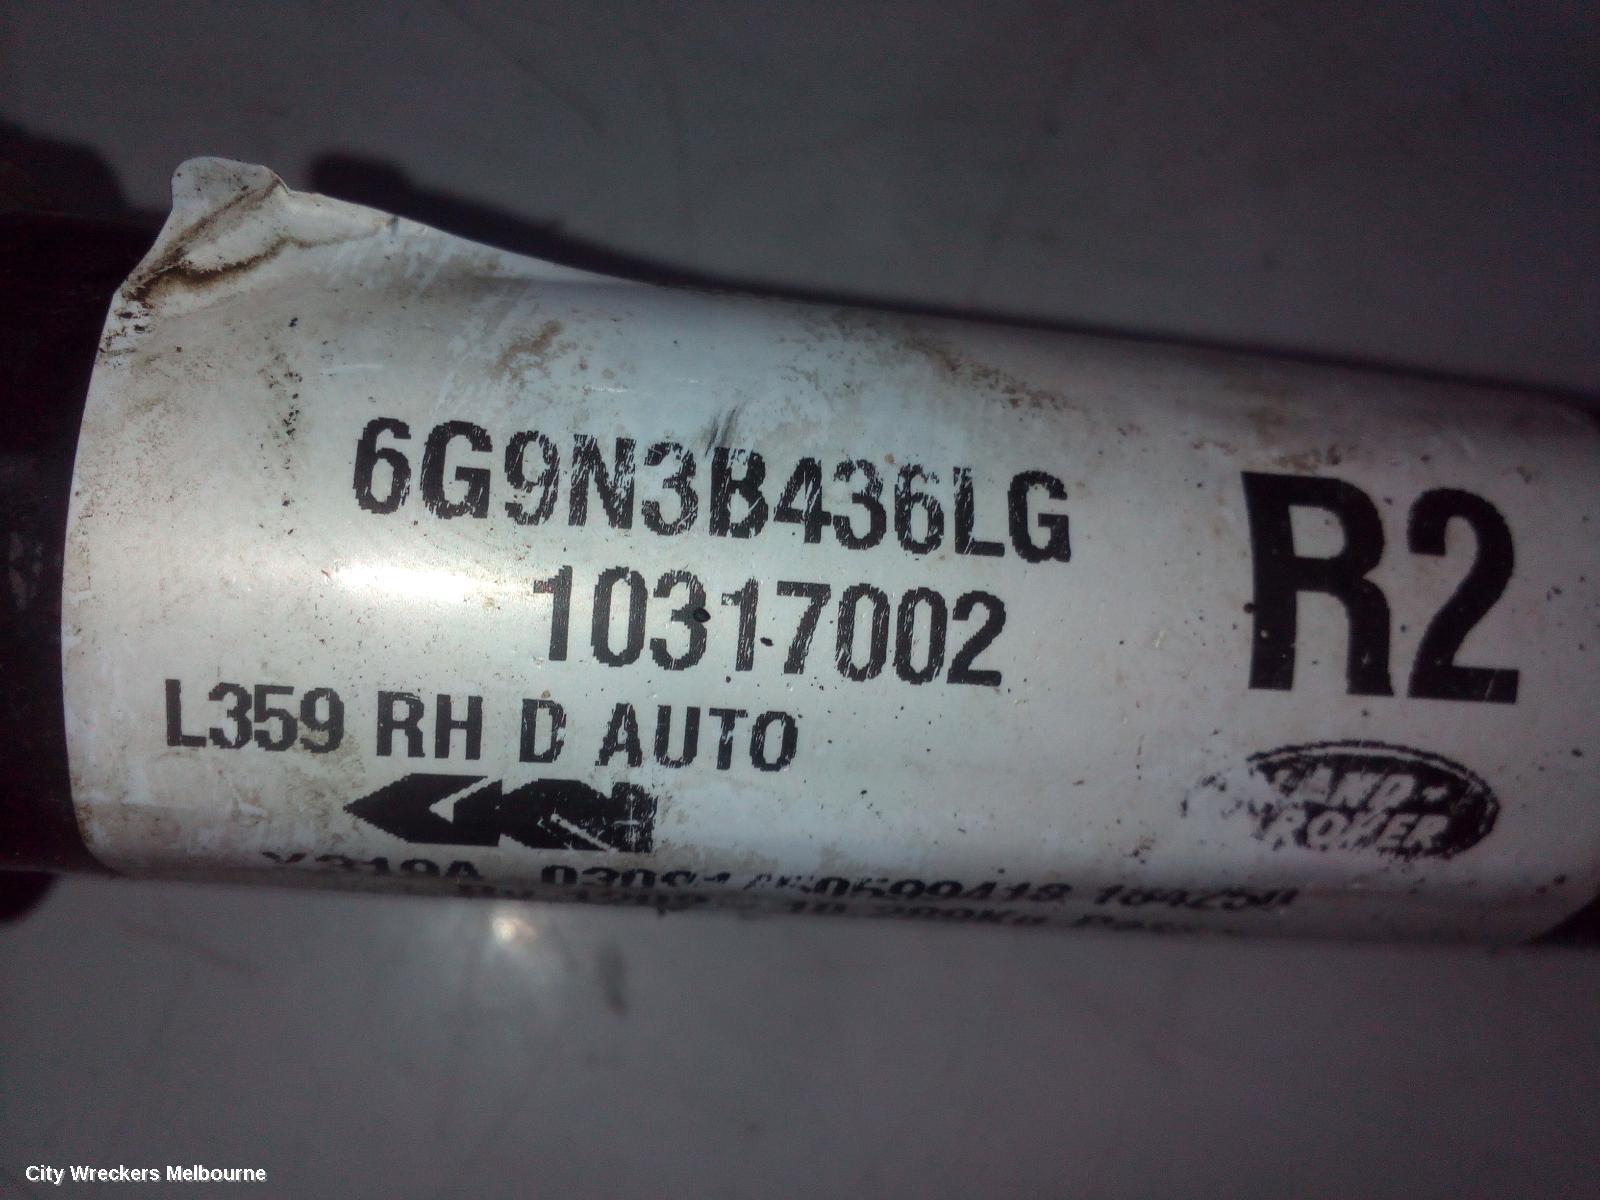 6G9N3B436LG
R2
10317002
L359 RH D AUTO
LAND-
ROVER
City Wreckers Melbourne